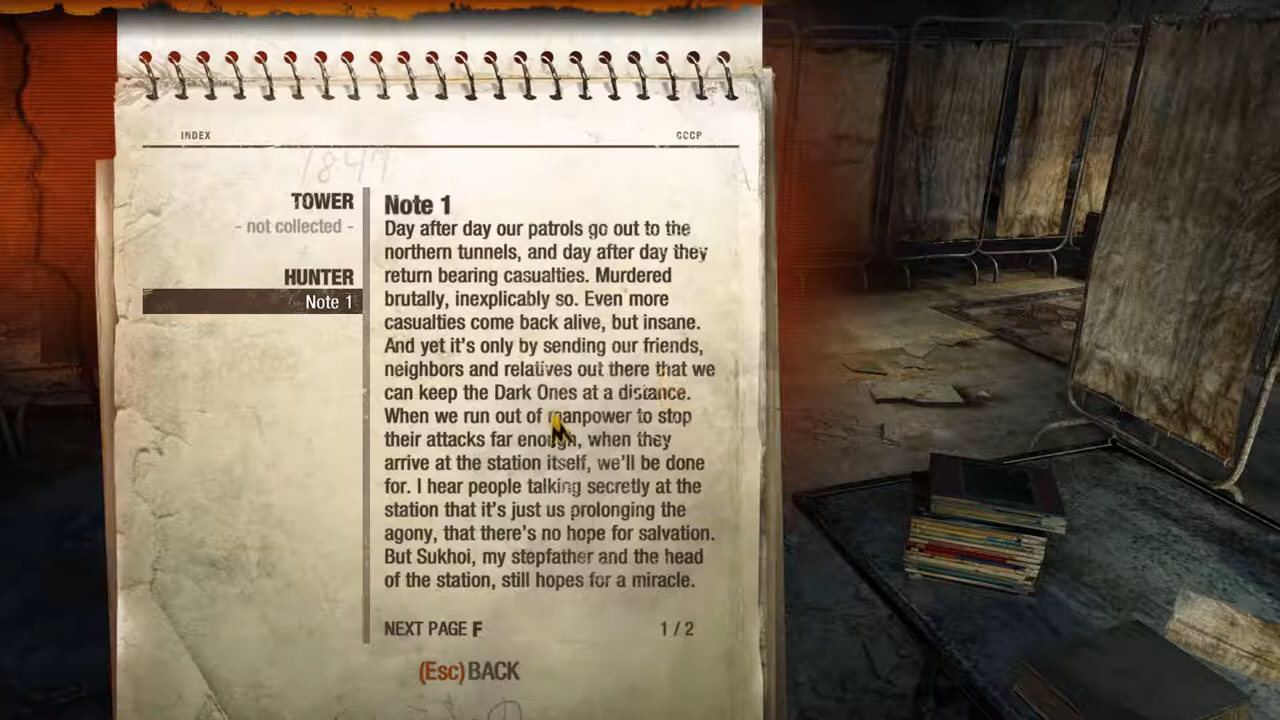 INDEX
CCCP
1847
TOWER
- not collected -
HUNTER
Note 1
Note 1
Day after day our patrols go out to the
northern tunnels, and day after day they
return bearing casualties. Murdered
brutally, inexplicably so. Even more
casualties come back alive, but insane.
And yet it's only by sending our friends,
neighbors and relatives out there that we
can keep the Dark Ones at a distance.
When we run out of manpower to stop
their attacks far enough, when they
arrive at the station itself, we'll be done
for. I hear people talking secretly at the
station that it's just us prolonging the
agony, that there's no hope for salvation.
But Sukhoi, my stepfather and the head
of the station, still hopes for a miracle.
NEXT PAGE F
1 / 2
(Esc) BACK